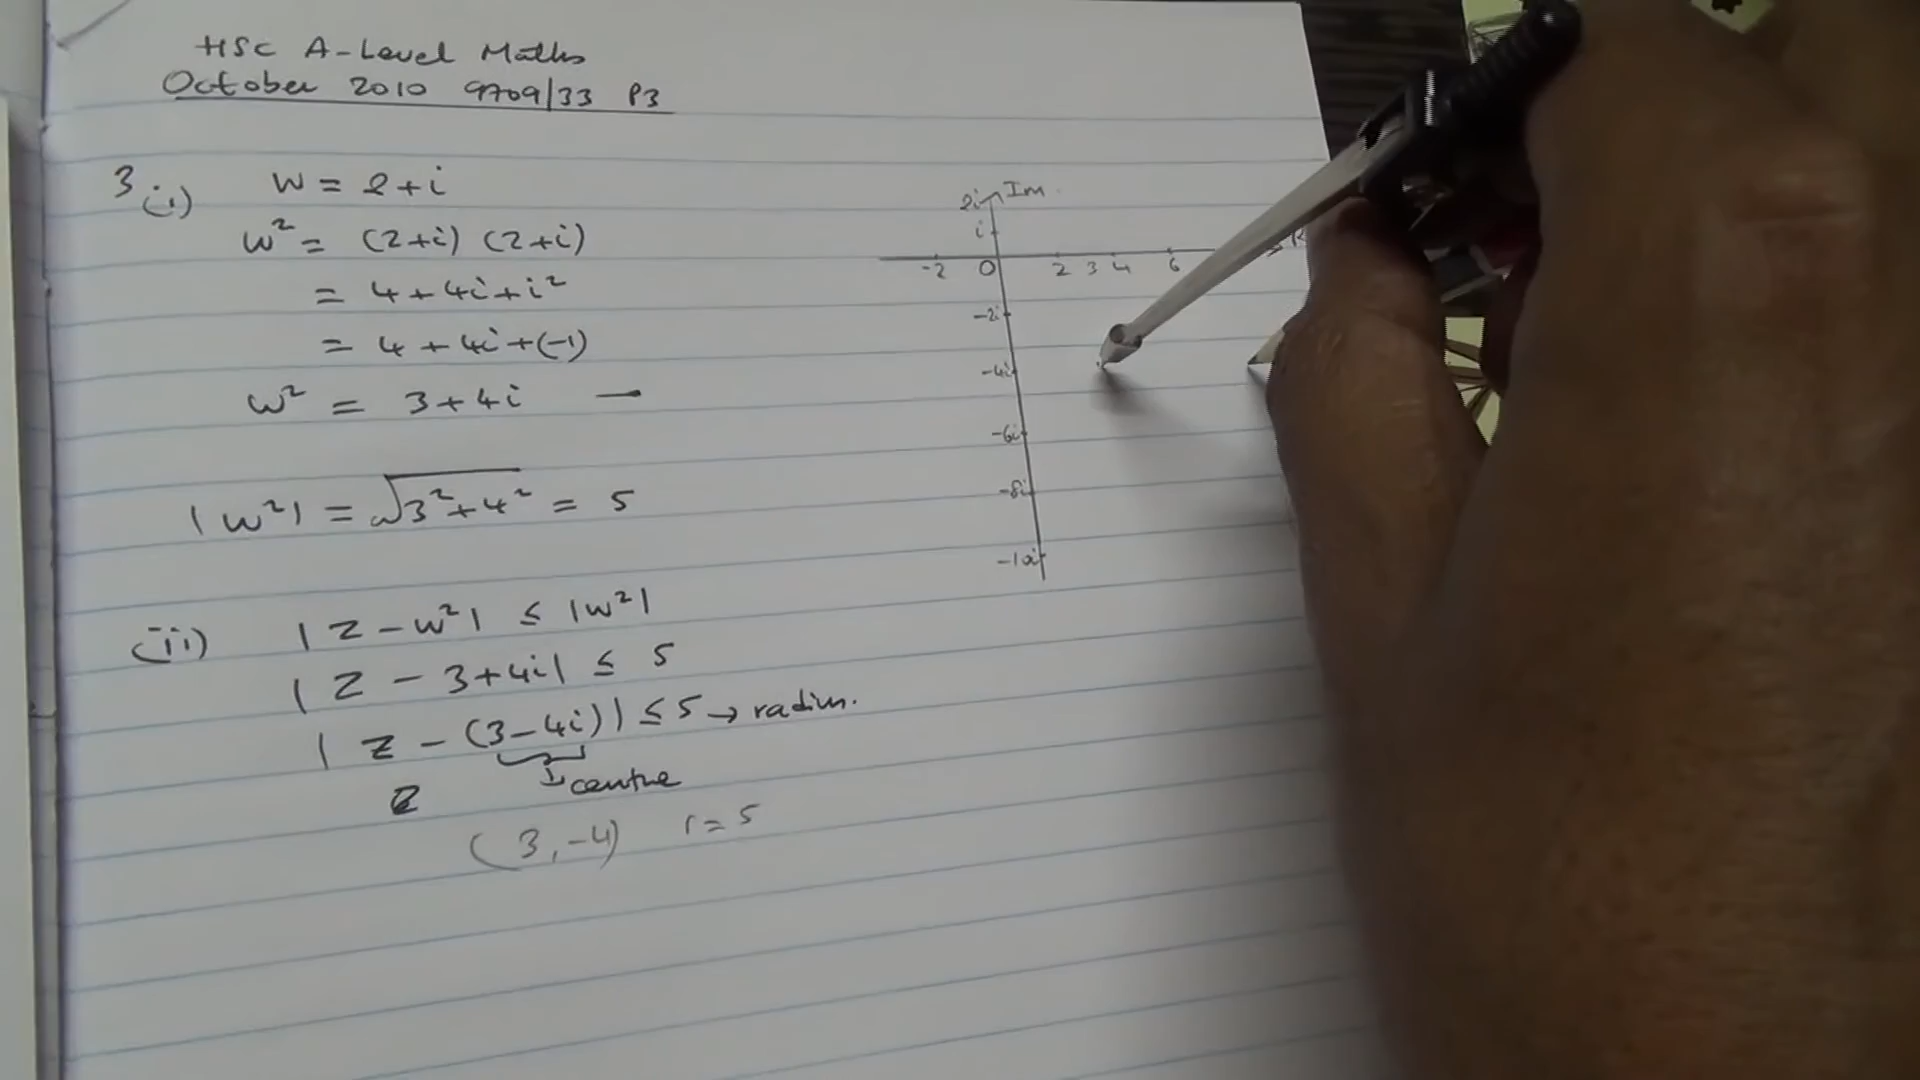 HSC A-Level Maths
October 2010 9709/33 P3
3 (i) w = 2+i
w² = (2+i) (2+i)
= 4+4i+i²
= 4+4i+(-1)
w² = 3+4i —
|w²| = √3²+4² = 5
(ii) |z-w²| ≤ |w²|
|z - 3+4i| ≤ 5
|z - (3-4i)| ≤ 5 → radius.
↳ centre
(3,-4) r=5
2i Im
i
-2 0 2 3 4 6
-2i
-4i
-6i
-8i
-10i